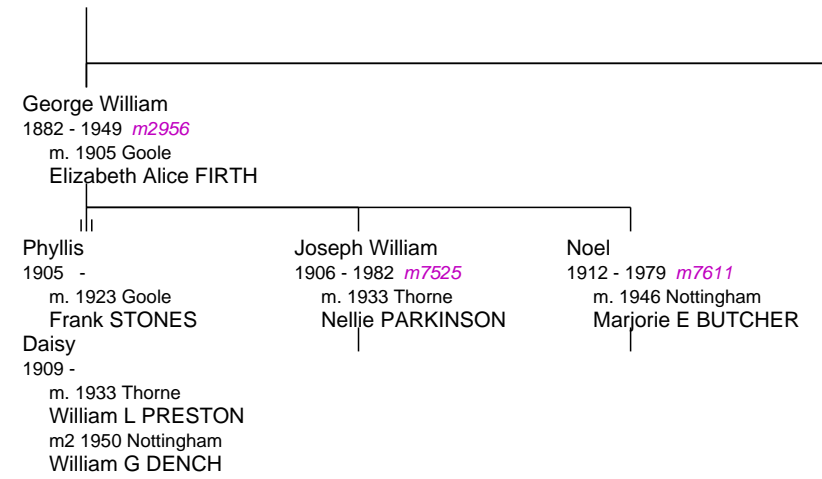 George William
1882 - 1949 m2956
m. 1905 Goole
Elizabeth Alice FIRTH
Phyllis
1905 -
m. 1923 Goole
Frank STONES
Daisy
1909 -
m. 1933 Thorne
William L PRESTON
m2 1950 Nottingham
William G DENCH
Joseph William
1906 - 1982 m7525
m. 1933 Thorne
Nellie PARKINSON
Noel
1912 - 1979 m7611
m. 1946 Nottingham
Marjorie E BUTCHER